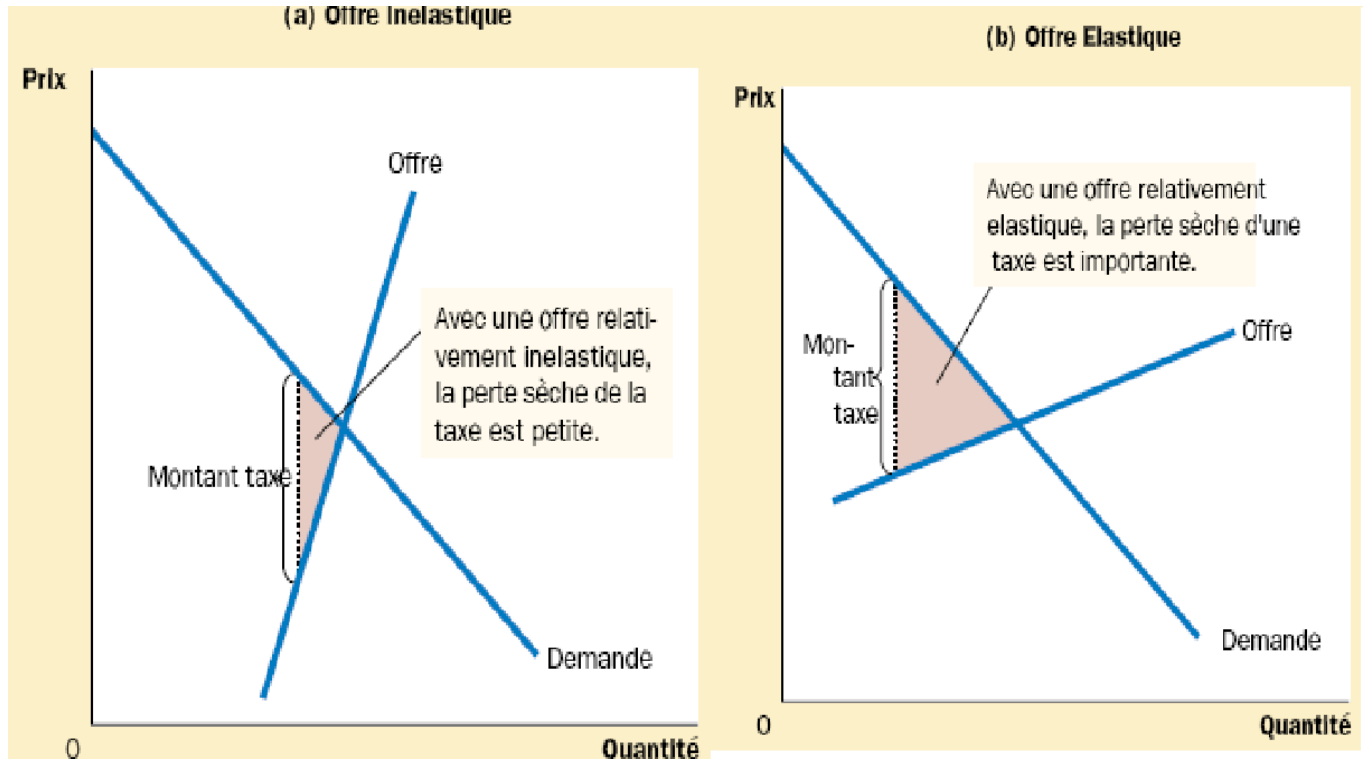 (a) Offre Inelastique
Prix
Offre
Avec une offre relati-
vement inelastique,
la perte sèche de la
taxe est petite.
Montant taxe
Demande
0
Quantité
(b) Offre Elastique
Prix
Avec une offre relativement
elastique, la perte sèche d'une
taxe est importante.
Offre
Mon-
tant
taxe
Demande
0
Quantité